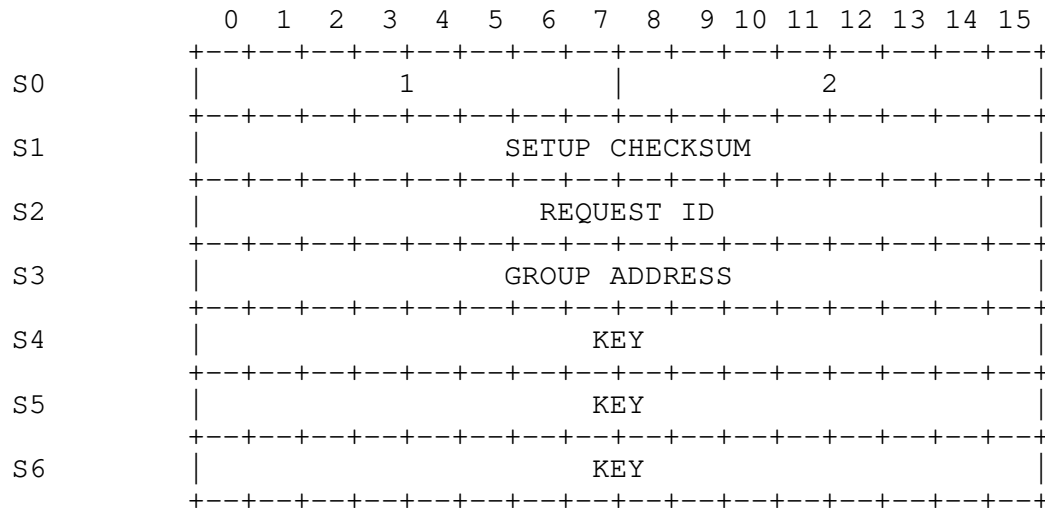 0 1 2 3 4 5 6 7 8 9 10 11 12 13 14 15
+--+--+--+--+--+--+--+--+--+--+--+--+--+--+--+--+
S0 | 1 | 2 |
+--+--+--+--+--+--+--+--+--+--+--+--+--+--+--+--+
S1 | SETUP CHECKSUM |
+--+--+--+--+--+--+--+--+--+--+--+--+--+--+--+--+
S2 | REQUEST ID |
+--+--+--+--+--+--+--+--+--+--+--+--+--+--+--+--+
S3 | GROUP ADDRESS |
+--+--+--+--+--+--+--+--+--+--+--+--+--+--+--+--+
S4 | KEY |
+--+--+--+--+--+--+--+--+--+--+--+--+--+--+--+--+
S5 | KEY |
+--+--+--+--+--+--+--+--+--+--+--+--+--+--+--+--+
S6 | KEY |
+--+--+--+--+--+--+--+--+--+--+--+--+--+--+--+--+